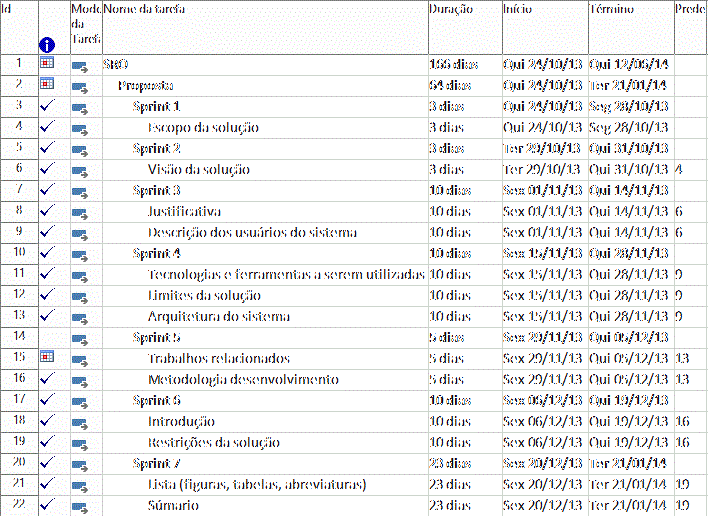 Id Modo da Tarefa Nome da tarefa Duração Início Término Prede
1 SRO 155 dias Qui 24/10/13 Qui 12/06/14
2 Proposta 64 dias Qui 24/10/13 Ter 21/01/14
3 Sprint 1 3 dias Qui 24/10/13 Seg 28/10/13
4 Escopo da solução 3 dias Qui 24/10/13 Seg 28/10/13
5 Sprint 2 3 dias Ter 29/10/13 Qui 31/10/13
6 Visão da solução 3 dias Ter 29/10/13 Qui 31/10/13 4
7 Sprint 3 10 dias Sex 01/11/13 Qui 14/11/13
8 Justificativa 10 dias Sex 01/11/13 Qui 14/11/13 6
9 Descrição dos usuários do sistema 10 dias Sex 01/11/13 Qui 14/11/13 6
10 Sprint 4 10 dias Sex 15/11/13 Qui 28/11/13
11 Tecnologias e ferramentas a serem utilizadas 10 dias Sex 15/11/13 Qui 28/11/13 9
12 Limites da solução 10 dias Sex 15/11/13 Qui 28/11/13 9
13 Arquitetura do sistema 10 dias Sex 15/11/13 Qui 28/11/13 9
14 Sprint 5 5 dias Sex 29/11/13 Qui 05/12/13
15 Trabalhos relacionados 5 dias Sex 29/11/13 Qui 05/12/13 13
16 Metodologia desenvolvimento 5 dias Sex 29/11/13 Qui 05/12/13 13
17 Sprint 6 10 dias Sex 06/12/13 Qui 19/12/13
18 Introdução 10 dias Sex 06/12/13 Qui 19/12/13 16
19 Restrições da solução 10 dias Sex 06/12/13 Qui 19/12/13 16
20 Sprint 7 23 dias Sex 20/12/13 Ter 21/01/14
21 Lista (figuras, tabelas, abreviaturas) 23 dias Sex 20/12/13 Ter 21/01/14 19
22 Súmario 23 dias Sex 20/12/13 Ter 21/01/14 19